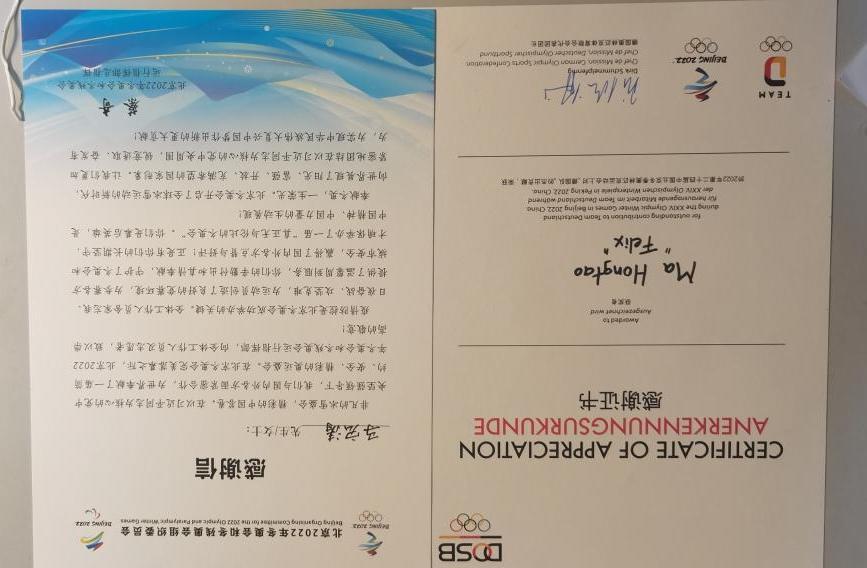 DOSB
CERTIFICATE OF APPRECIATION
ANERKENNUNGSURKUNDE
感谢证书
Awarded to
Ausgezeichnet wird
获奖者
Ma Hongtao
"Felix"
for outstanding contribution to Team Deutschland
during the XXIV. Olympic Winter Games in Beijing 2022, China.
für herausragende Mitarbeit im Team Deutschland während
der XXIV. Olympischen Winterspiele in Peking 2022, China.
于2022年第二十四届中国北京冬季奥林匹克运动会上对„德国队„的杰出贡献,荣获
TEAM
D
BEIJING 2022
Dirk Schimmelpfennig
Chef de Mission, German Olympic Sports Confederation
Chef de Mission, Deutscher Olympischer Sportbund
德国奥林匹克体育联合会代表团团长
BEIJING 2022
北京2022年冬奥会和冬残奥会组织委员会
Beijing Organising Committee for the 2022 Olympic and Paralympic Winter Games
BEIJING 2022
感谢信
马宏涛 先生/女士:
非凡的冰雪盛会,精彩的中国答卷。在以习近平同志为核心的党中
央坚强领导下,我们与国内外各方面紧密合作,为世界奉献了一届简
约、安全、精彩的奥运盛会。在北京冬奥会完美落幕之际,北京2022
年冬奥会和冬残奥会运行指挥部,向全体工作人员及志愿者,致以崇
高的敬意!
疫情防控是北京冬奥会成功举办的关键。全体工作人员舍家忘我、
日夜奋战、攻坚克难,为运动员创造了良好的竞赛环境,为参赛各方
提供了温馨周到服务,你们的辛勤付出和真情奉献,守护了冬奥会和
城市安全,赢得了国内外各方点赞与好评!正是有你们的长期坚守,
才确保举办了一届“真正无与伦比的冬奥会”。你们是幕后英雄,是
中国精神、中国力量的生动展现!
奉献冬奥,一生荣光。北京冬奥会开启了全球冰雪运动的新时代,
向世界展现了阳光、富强、开放、充满希望的国家形象。让我们更加
紧密地团结在以习近平同志为核心的党中央周围,锐意进取、奋发有
为,为实现中华民族伟大复兴中国梦作出新的更大贡献!
蔡奇
北京2022年冬奥会和冬残奥会
运行指挥部总指挥